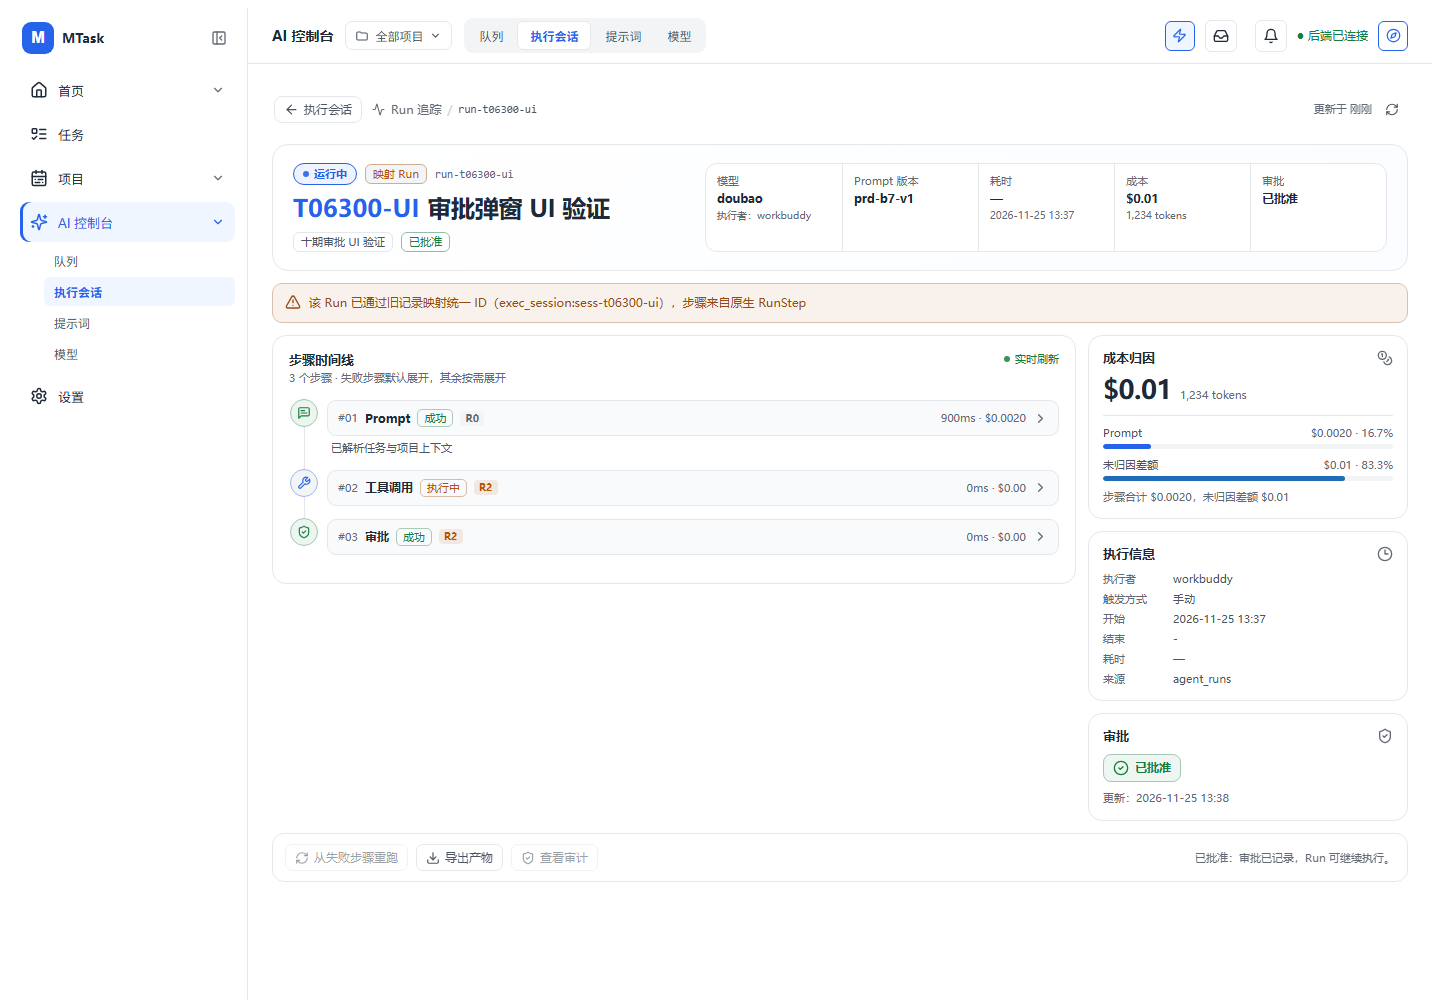 M MTask
首页
任务
项目
AI 控制台
队列
执行会话
提示词
模型
设置
AI 控制台 全部项目 队列 执行会话 提示词 模型 后端已连接
执行会话 Run 追踪 / run-t06300-ui 更新于 刚刚
运行中 映射 Run run-t06300-ui
T06300-UI 审批弹窗 UI 验证
十期审批 UI 验证 已批准
模型
doubao
执行者：workbuddy
Prompt 版本
prd-b7-v1
耗时
—
2026-11-25 13:37
成本
$0.01
1,234 tokens
审批
已批准
该 Run 已通过旧记录映射统一 ID（exec_session:sess-t06300-ui），步骤来自原生 RunStep
步骤时间线 实时刷新
3 个步骤 · 失败步骤默认展开，其余按需展开
#01 Prompt 成功 R0 900ms · $0.0020
已解析任务与项目上下文
#02 工具调用 执行中 R2 0ms · $0.00
#03 审批 成功 R2 0ms · $0.00
成本归因
$0.01 1,234 tokens
Prompt $0.0020 · 16.7%
未归因差额 $0.01 · 83.3%
步骤合计 $0.0020，未归因差额 $0.01
执行信息
执行者 workbuddy
触发方式 手动
开始 2026-11-25 13:37
结束 -
耗时 —
来源 agent_runs
审批
已批准
更新：2026-11-25 13:38
从失败步骤重跑 导出产物 查看审计 已批准：审批已记录，Run 可继续执行。